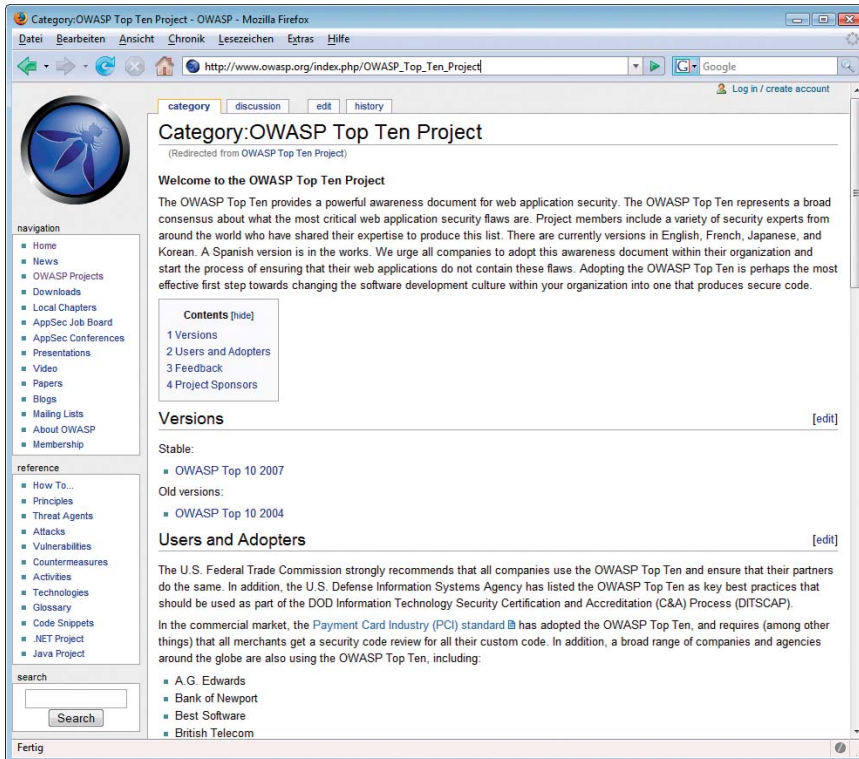 Category:OWASP Top Ten Project - OWASP - Mozilla Firefox
Datei Bearbeiten Ansicht Chronik Lesezeichen Extras Hilfe
http://www.owasp.org/index.php/OWASP_Top_Ten_Project
G Google
Log in / create account
category discussion edit history
Category:OWASP Top Ten Project
(Redirected from OWASP Top Ten Project)
Welcome to the OWASP Top Ten Project
The OWASP Top Ten provides a powerful awareness document for web application security. The OWASP Top Ten represents a broad
consensus about what the most critical web application security flaws are. Project members include a variety of security experts from
around the world who have shared their expertise to produce this list. There are currently versions in English, French, Japanese, and
Korean. A Spanish version is in the works. We urge all companies to adopt this awareness document within their organization and
start the process of ensuring that their web applications do not contain these flaws. Adopting the OWASP Top Ten is perhaps the most
effective first step towards changing the software development culture within your organization into one that produces secure code.
Contents [hide]
1 Versions
2 Users and Adopters
3 Feedback
4 Project Sponsors
Versions [edit]
Stable:
OWASP Top 10 2007
Old versions:
OWASP Top 10 2004
Users and Adopters [edit]
The U.S. Federal Trade Commission strongly recommends that all companies use the OWASP Top Ten and ensure that their partners
do the same. In addition, the U.S. Defense Information Systems Agency has listed the OWASP Top Ten as key best practices that
should be used as part of the DOD Information Technology Security Certification and Accreditation (C&A) Process (DITSCAP).
In the commercial market, the Payment Card Industry (PCI) standard has adopted the OWASP Top Ten, and requires (among other
things) that all merchants get a security code review for all their custom code. In addition, a broad range of companies and agencies
around the globe are also using the OWASP Top Ten, including:
A.G. Edwards
Bank of Newport
Best Software
British Telecom
navigation
Home
News
OWASP Projects
Downloads
Local Chapters
AppSec Job Board
AppSec Conferences
Presentations
Video
Papers
Blogs
Mailing Lists
About OWASP
Membership
reference
How To...
Principles
Threat Agents
Attacks
Vulnerabilities
Countermeasures
Activities
Technologies
Glossary
Code Snippets
.NET Project
Java Project
search
Search
Fertig